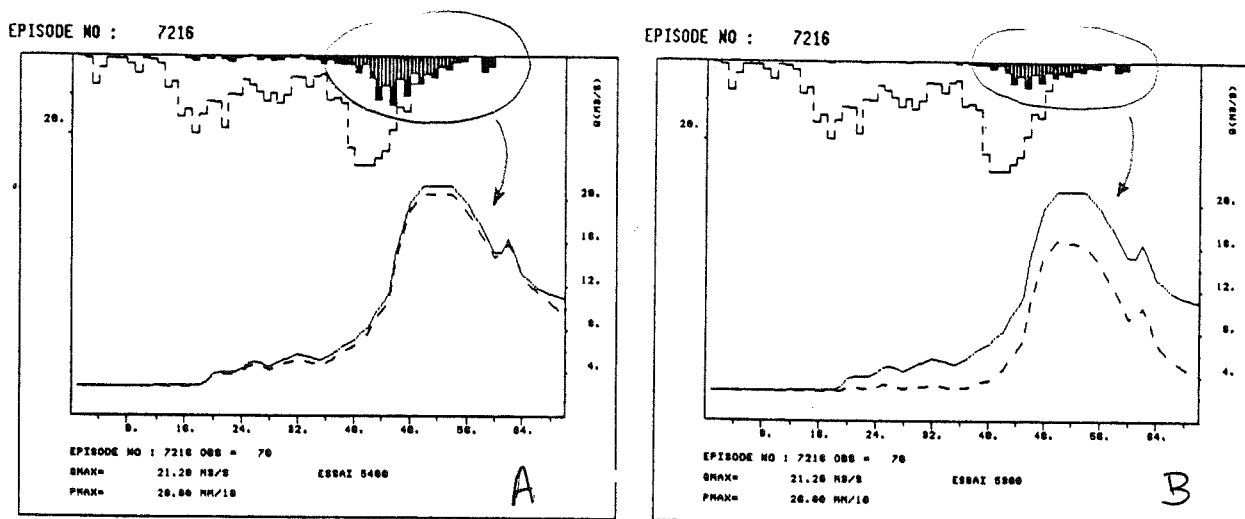 EPISODE NO : 7216
20.
Q(M3/S)
20.
16.
12.
8.
4.
8. 16. 24. 32. 40. 48. 56. 64.
EPISODE NO : 7216 OBS = 70
QMAX= 21.20 M3/S ESSAI 5400
PMAX= 20.00 MM/10
A
EPISODE NO : 7216
20.
Q(M3/S)
20.
16.
12.
8.
4.
8. 16. 24. 32. 40. 48. 56. 64.
EPISODE NO : 7216 OBS = 70
QMAX= 21.20 M3/S ESSAI 5300
PMAX= 20.00 MM/10
B